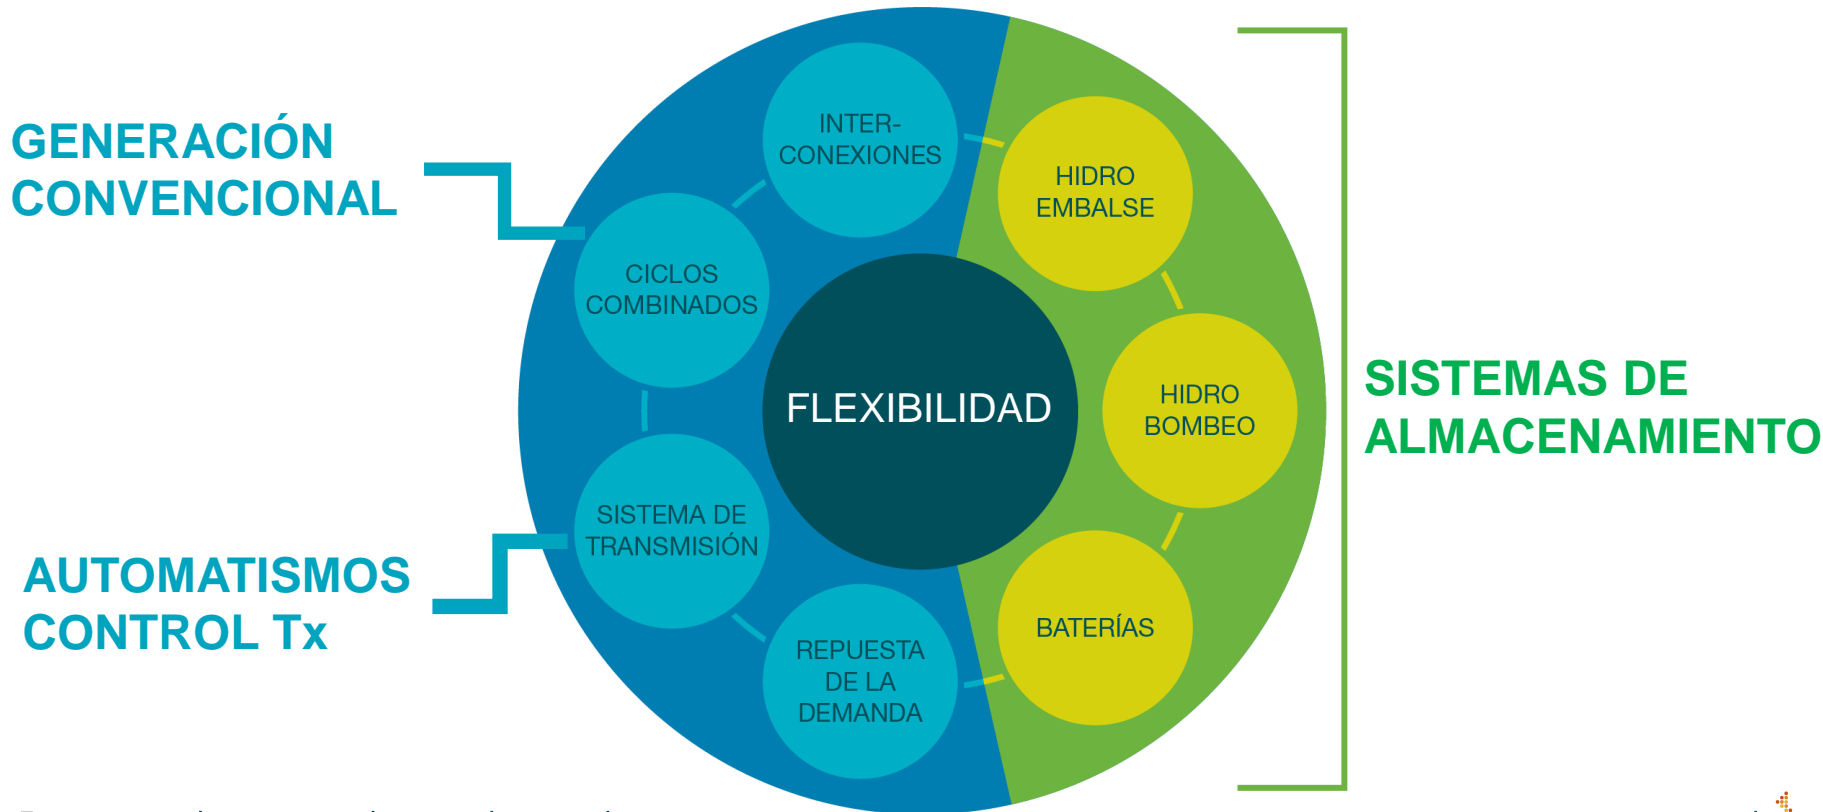 GENERACIÓN
CONVENCIONAL
INTER-
CONEXIONES
HIDRO
EMBALSE
CICLOS
COMBINADOS
FLEXIBILIDAD
HIDRO
BOMBEO
SISTEMAS DE
ALMACENAMIENTO
SISTEMA DE
TRANSMISIÓN
AUTOMATISMOS
CONTROL Tx
REPUESTA
DE LA
DEMANDA
BATERÍAS